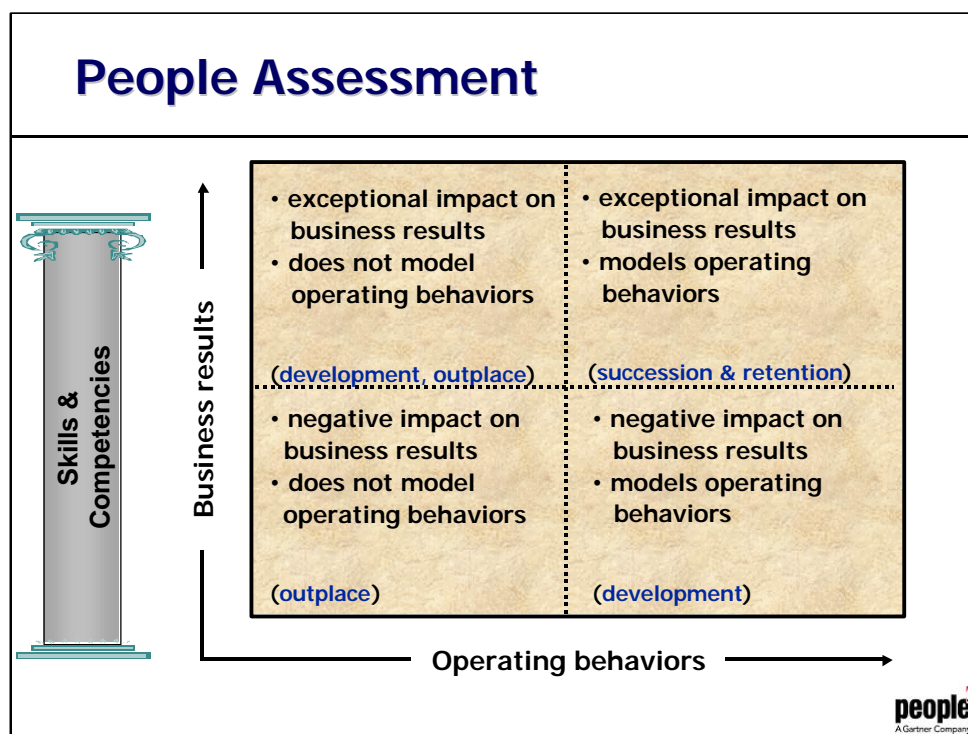 People Assessment
Skills &
Competencies
Business results
• exceptional impact on
business results
• does not model
operating behaviors
(development, outplace)
• exceptional impact on
business results
• models operating
behaviors
(succession & retention)
• negative impact on
business results
• does not model
operating behaviors
(outplace)
• negative impact on
business results
• models operating
behaviors
(development)
Operating behaviors
people
A Gartner Company